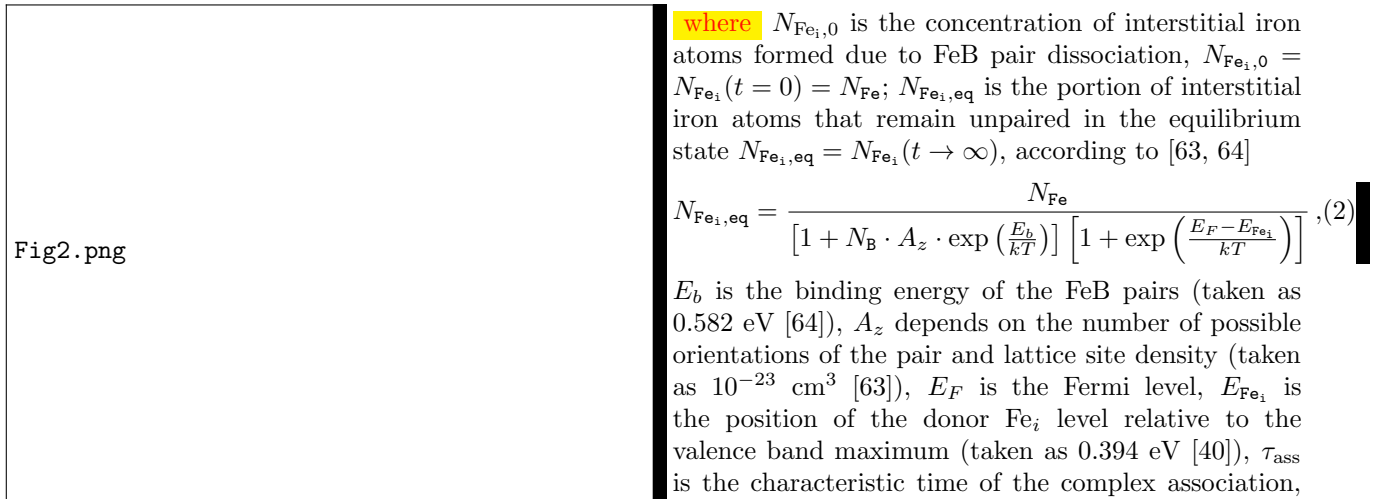 Fig2.png
where N_{Fe_i,0} is the concentration of interstitial iron
atoms formed due to FeB pair dissociation, N_{Fe_i,0} =
N_{Fe_i}(t = 0) = N_{Fe}; N_{Fe_i,eq} is the portion of interstitial
iron atoms that remain unpaired in the equilibrium
state N_{Fe_i,eq} = N_{Fe_i}(t → ∞), according to [63, 64]
N_{Fe_i,eq} = \frac{N_{Fe}}{[1 + N_B · A_z · exp(\frac{E_b}{kT})] [1 + exp(\frac{E_F − E_{Fe_i}}{kT})]} ,(2)
E_b is the binding energy of the FeB pairs (taken as
0.582 eV [64]), A_z depends on the number of possible
orientations of the pair and lattice site density (taken
as 10^{−23} cm^3 [63]), E_F is the Fermi level, E_{Fe_i} is
the position of the donor Fe_i level relative to the
valence band maximum (taken as 0.394 eV [40]), τ_{ass}
is the characteristic time of the complex association,